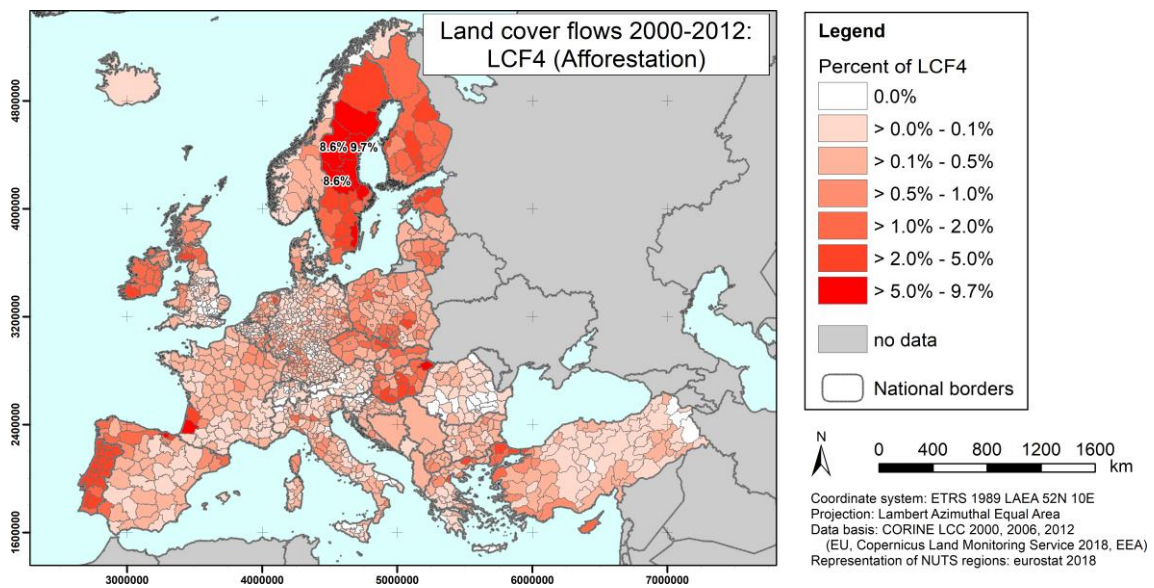 Land cover flows 2000-2012:
LCF4 (Afforestation)
4800000
4000000
3200000
2400000
1600000
8.6% 9.7%
8.6%
3000000 4000000 5000000 6000000 7000000
Legend
Percent of LCF4
0.0%
> 0.0% - 0.1%
> 0.1% - 0.5%
> 0.5% - 1.0%
> 1.0% - 2.0%
> 2.0% - 5.0%
> 5.0% - 9.7%
no data
National borders
N
0 400 800 1200 1600
km
Coordinate system: ETRS 1989 LAEA 52N 10E
Projection: Lambert Azimuthal Equal Area
Data basis: CORINE LCC 2000, 2006, 2012
(EU, Copernicus Land Monitoring Service 2018, EEA)
Representation of NUTS regions: eurostat 2018